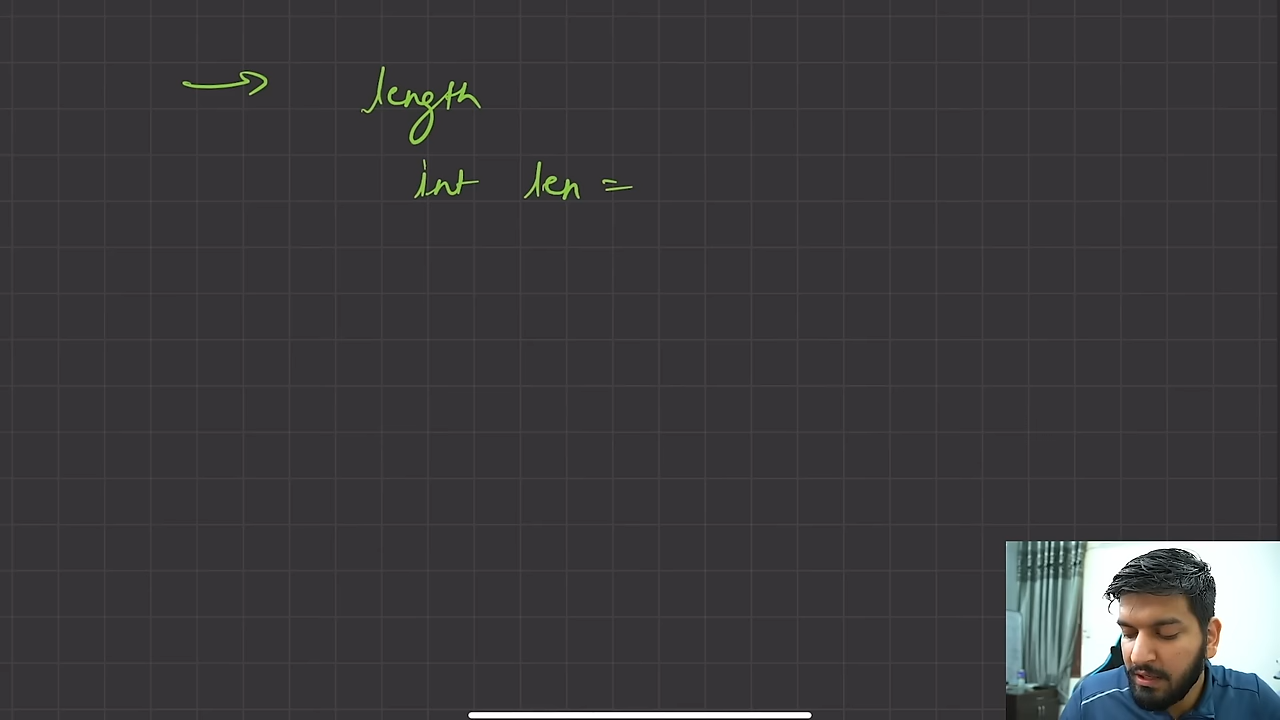 → length
int len =